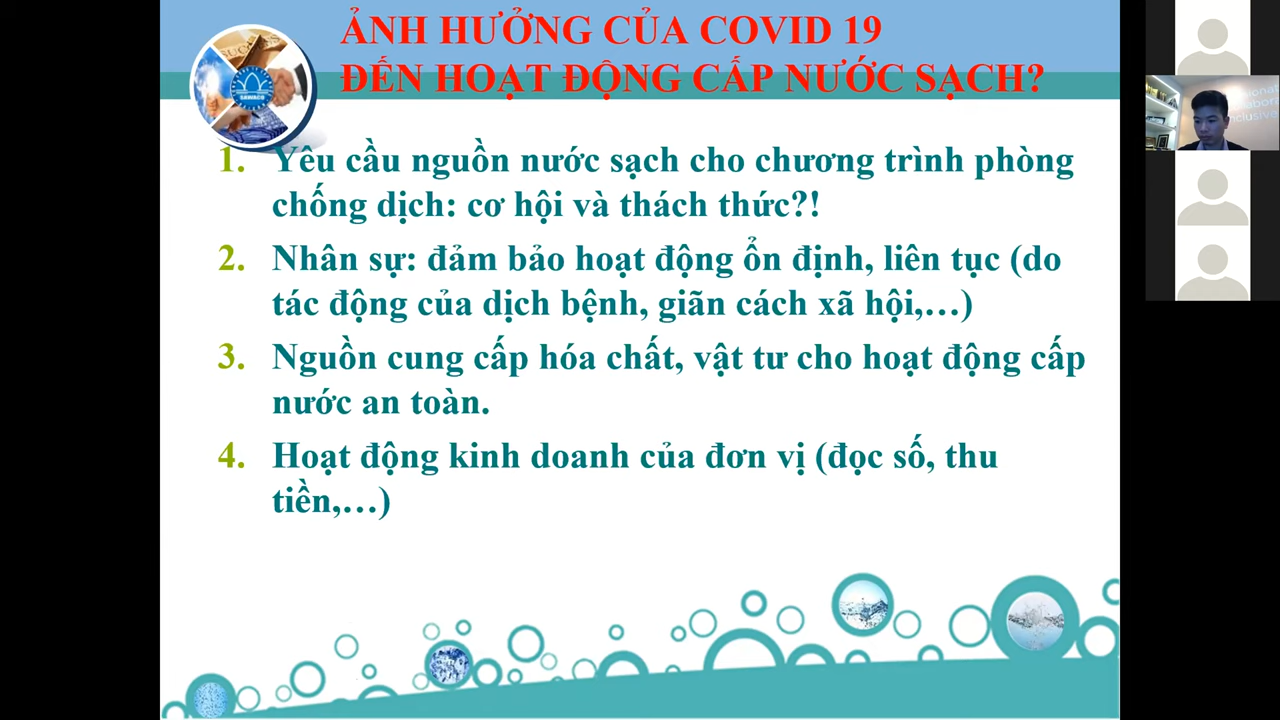 ẢNH HƯỞNG CỦA COVID 19
ĐẾN HOẠT ĐỘNG CẤP NƯỚC SẠCH?
SUCCESS
SAWACO
1. Yêu cầu nguồn nước sạch cho chương trình phòng
chống dịch: cơ hội và thách thức?!
2. Nhân sự: đảm bảo hoạt động ổn định, liên tục (do
tác động của dịch bệnh, giãn cách xã hội,…)
3. Nguồn cung cấp hóa chất, vật tư cho hoạt động cấp
nước an toàn.
4. Hoạt động kinh doanh của đơn vị (đọc số, thu
tiền,…)